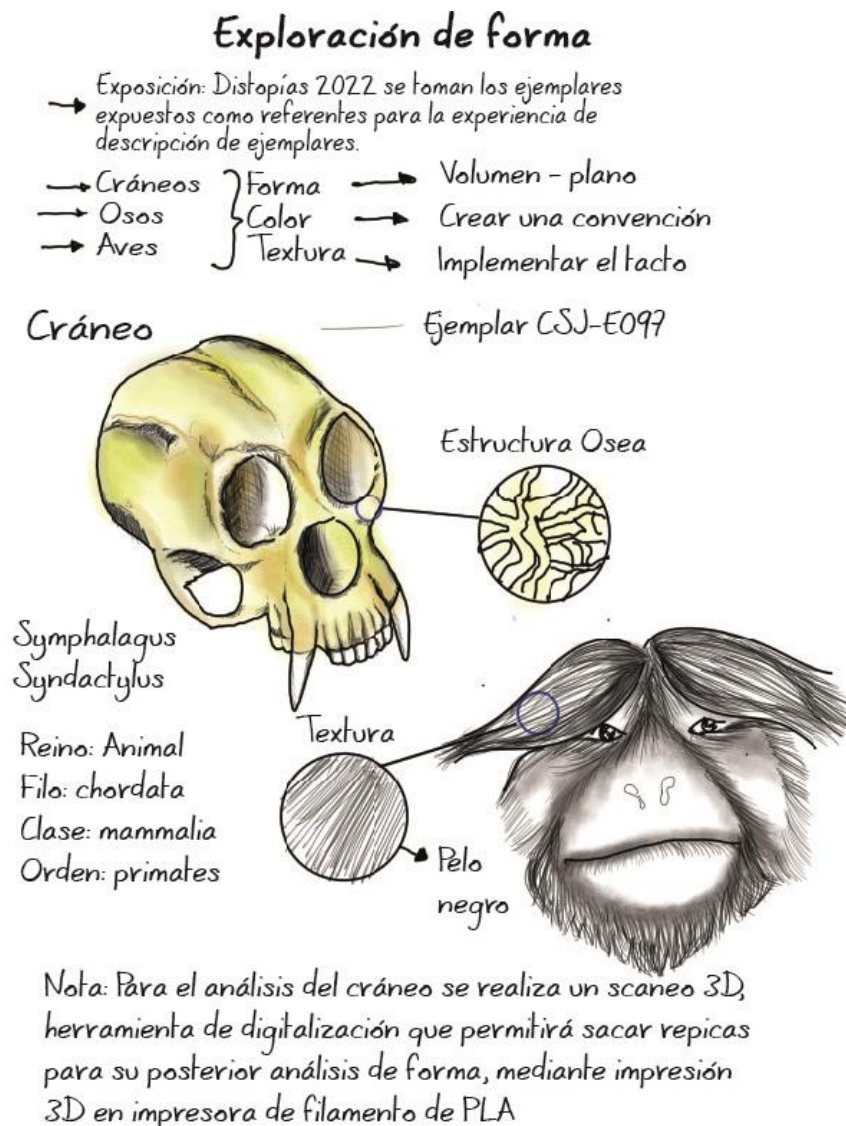 Exploración de forma
Exposición: Distopías 2022 se toman los ejemplares
expuestos como referentes para la experiencia de
descripción de ejemplares.
Cráneos
Osos
Aves
Forma
Color
Textura
Volumen - plano
Crear una convención
Implementar el tacto
Cráneo
Ejemplar CSJ-E097
Estructura Osea
Symphalagus
Syndactylus
Reino: Animal
Filo: chordata
Clase: mammalia
Orden: primates
Textura
Pelo
negro
Nota: Para el análisis del cráneo se realiza un scaneo 3D,
herramienta de digitalización que permitirá sacar repicas
para su posterior análisis de forma, mediante impresión
3D en impresora de filamento de PLA